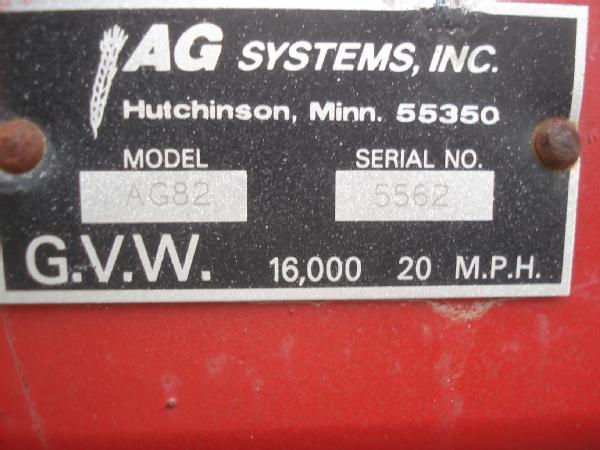 AG SYSTEMS, INC.
Hutchinson, Minn. 55350
MODEL SERIAL NO.
AG82 5562
G.V.W. 16,000 20 M.P.H.